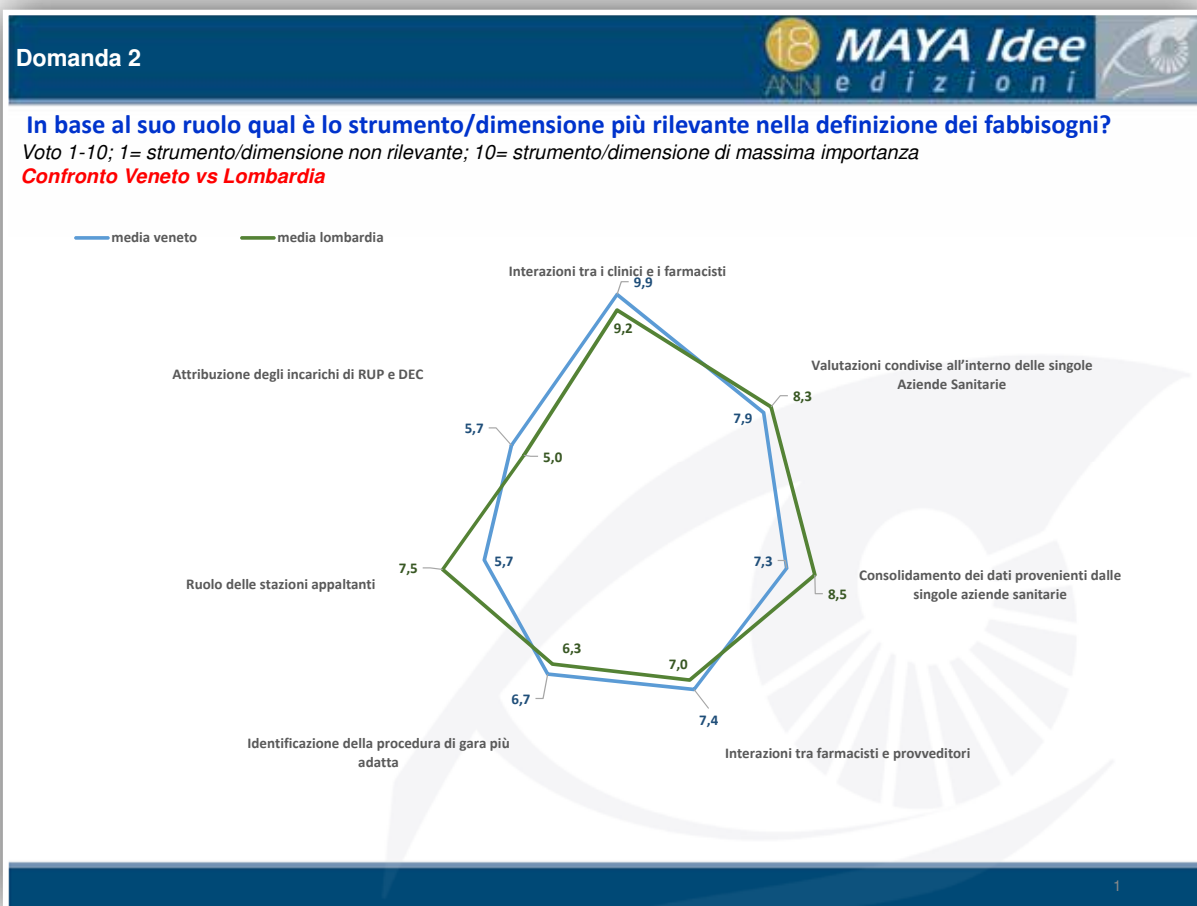 Domanda 2
18 ANNI
MAYA Idee
edizioni
In base al suo ruolo qual è lo strumento/dimensione più rilevante nella definizione dei fabbisogni?
Voto 1-10; 1= strumento/dimensione non rilevante; 10= strumento/dimensione di massima importanza
Confronto Veneto vs Lombardia
media veneto
media lombardia
Interazioni tra i clinici e i farmacisti
9,9
9,2
Valutazioni condivise all’interno delle singole
Aziende Sanitarie
8,3
7,9
Attribuzione degli incarichi di RUP e DEC
5,7
5,0
7,5
5,7
Ruolo delle stazioni appaltanti
7,3
8,5
Consolidamento dei dati provenienti dalle
singole aziende sanitarie
6,3
7,0
6,7
7,4
Identificazione della procedura di gara più
adatta
Interazioni tra farmacisti e provveditori
1